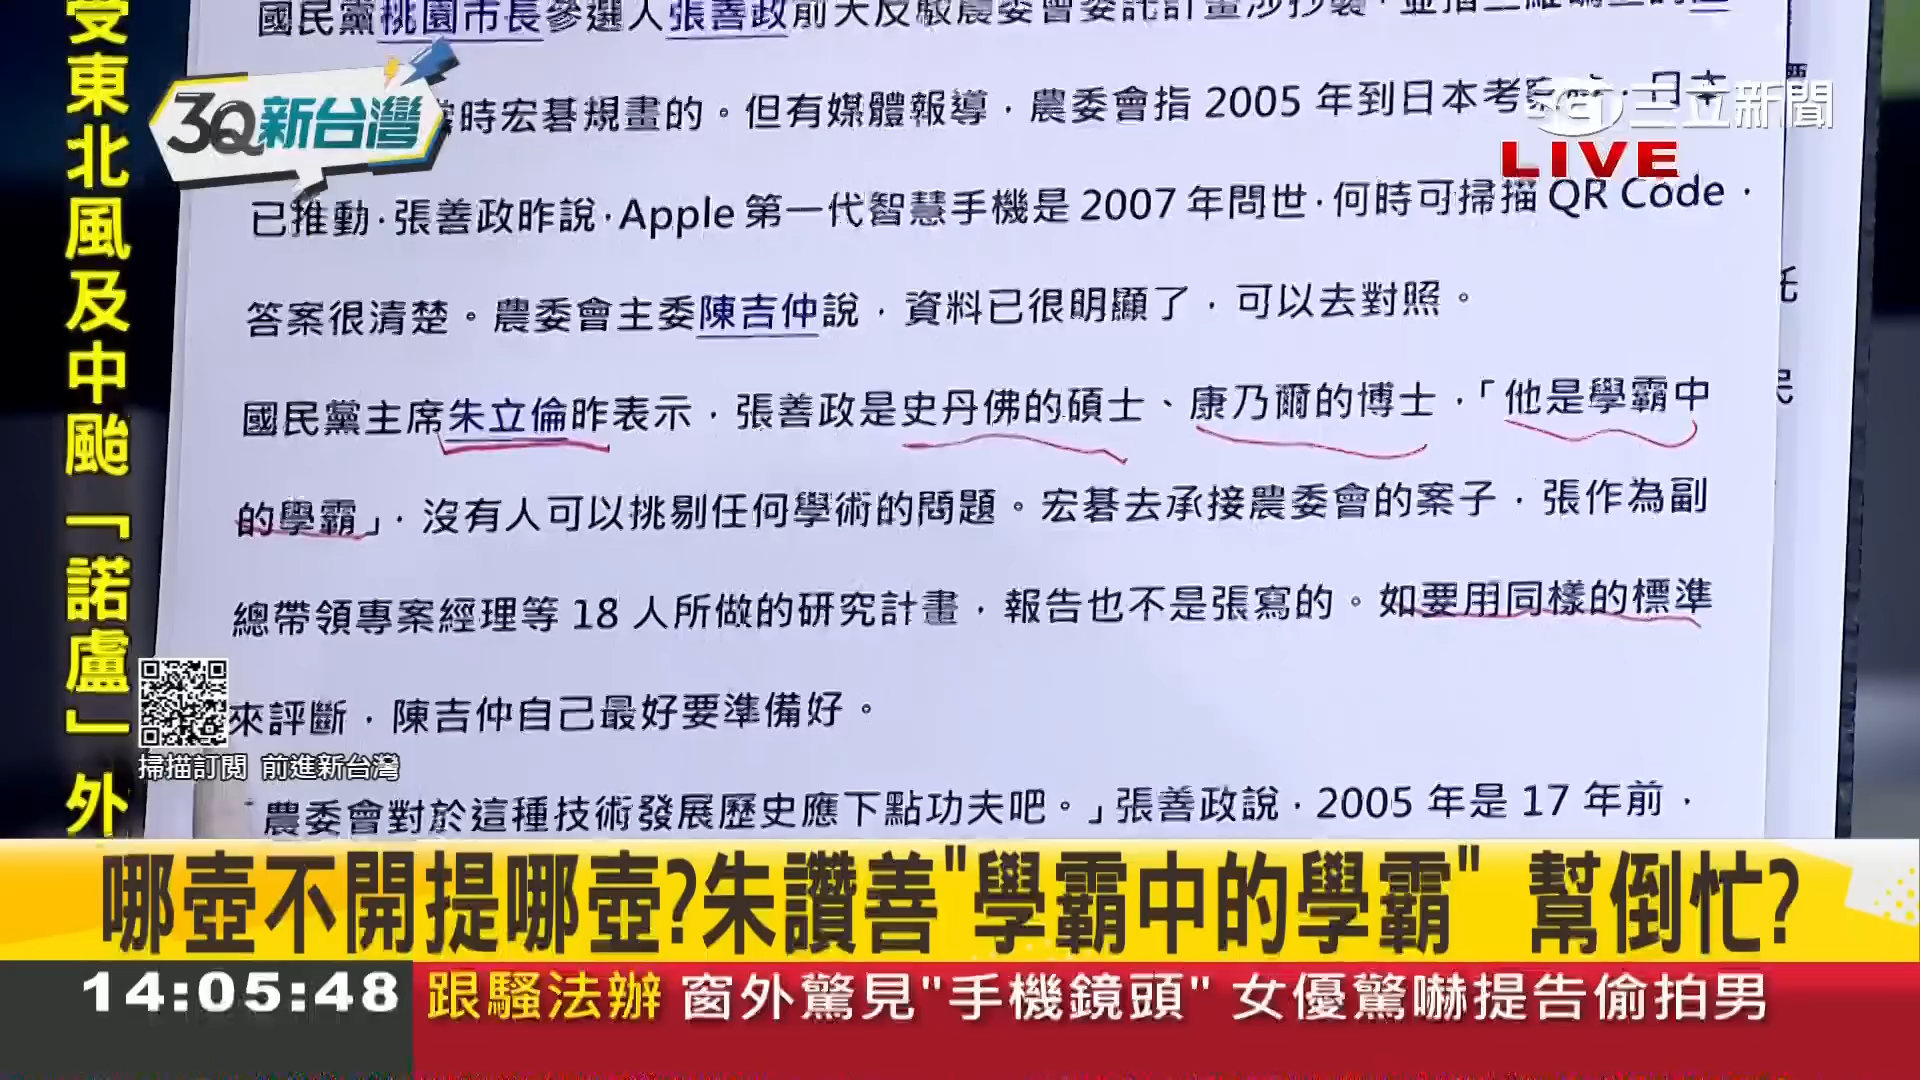 受東北風及中颱「諾盧」外
3Q新台灣
三立新聞
LIVE
國民黨桃園市長參選人張善政前天反駁農委會委託計畫涉抄襲，並指二維碼
時宏碁規畫的。但有媒體報導，農委會指 2005 年到日本考察 日本
已推動，張善政昨說，Apple 第一代智慧手機是 2007 年問世，何時可掃描 QR Code，
答案很清楚。農委會主委陳吉仲說，資料已很明顯了，可以去對照。
國民黨主席朱立倫昨表示，張善政是史丹佛的碩士、康乃爾的博士，「他是學霸中
的學霸」，沒有人可以挑剔任何學術的問題。宏碁去承接農委會的案子，張作為副
總帶領專案經理等 18 人所做的研究計畫，報告也不是張寫的。如要用同樣的標準
來評斷，陳吉仲自己最好要準備好。
農委會對於這種技術發展歷史應下點功夫吧。」張善政說，2005 年是 17 年前，
掃描訂閱 前進新台灣
哪壺不開提哪壺?朱讚善"學霸中的學霸" 幫倒忙?
14:05:48 跟騷法辦 窗外驚見"手機鏡頭" 女優驚嚇提告偷拍男